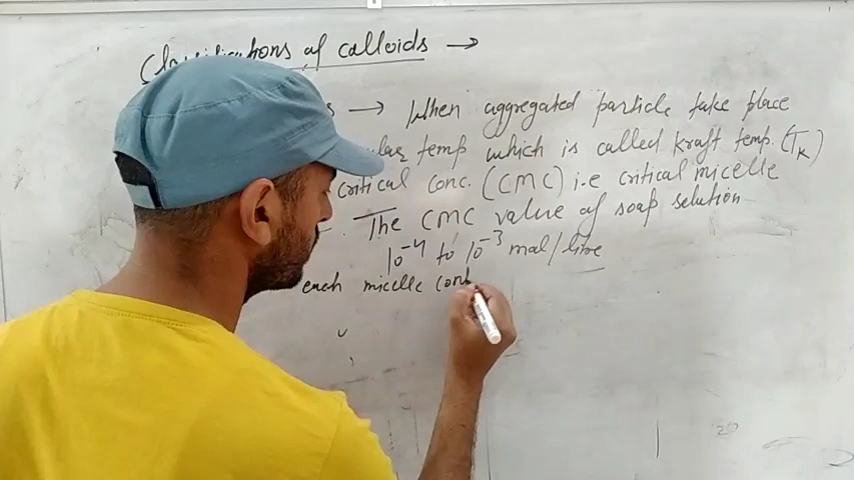 Classifications of colloids →
→ When aggregated particle take place
temp which is called kraft temp. (TK)
critical conc. (CMC) i.e critical micelle
The CMC value of soap solution
10-4 to 10-3 mol/litre
each micelle cont